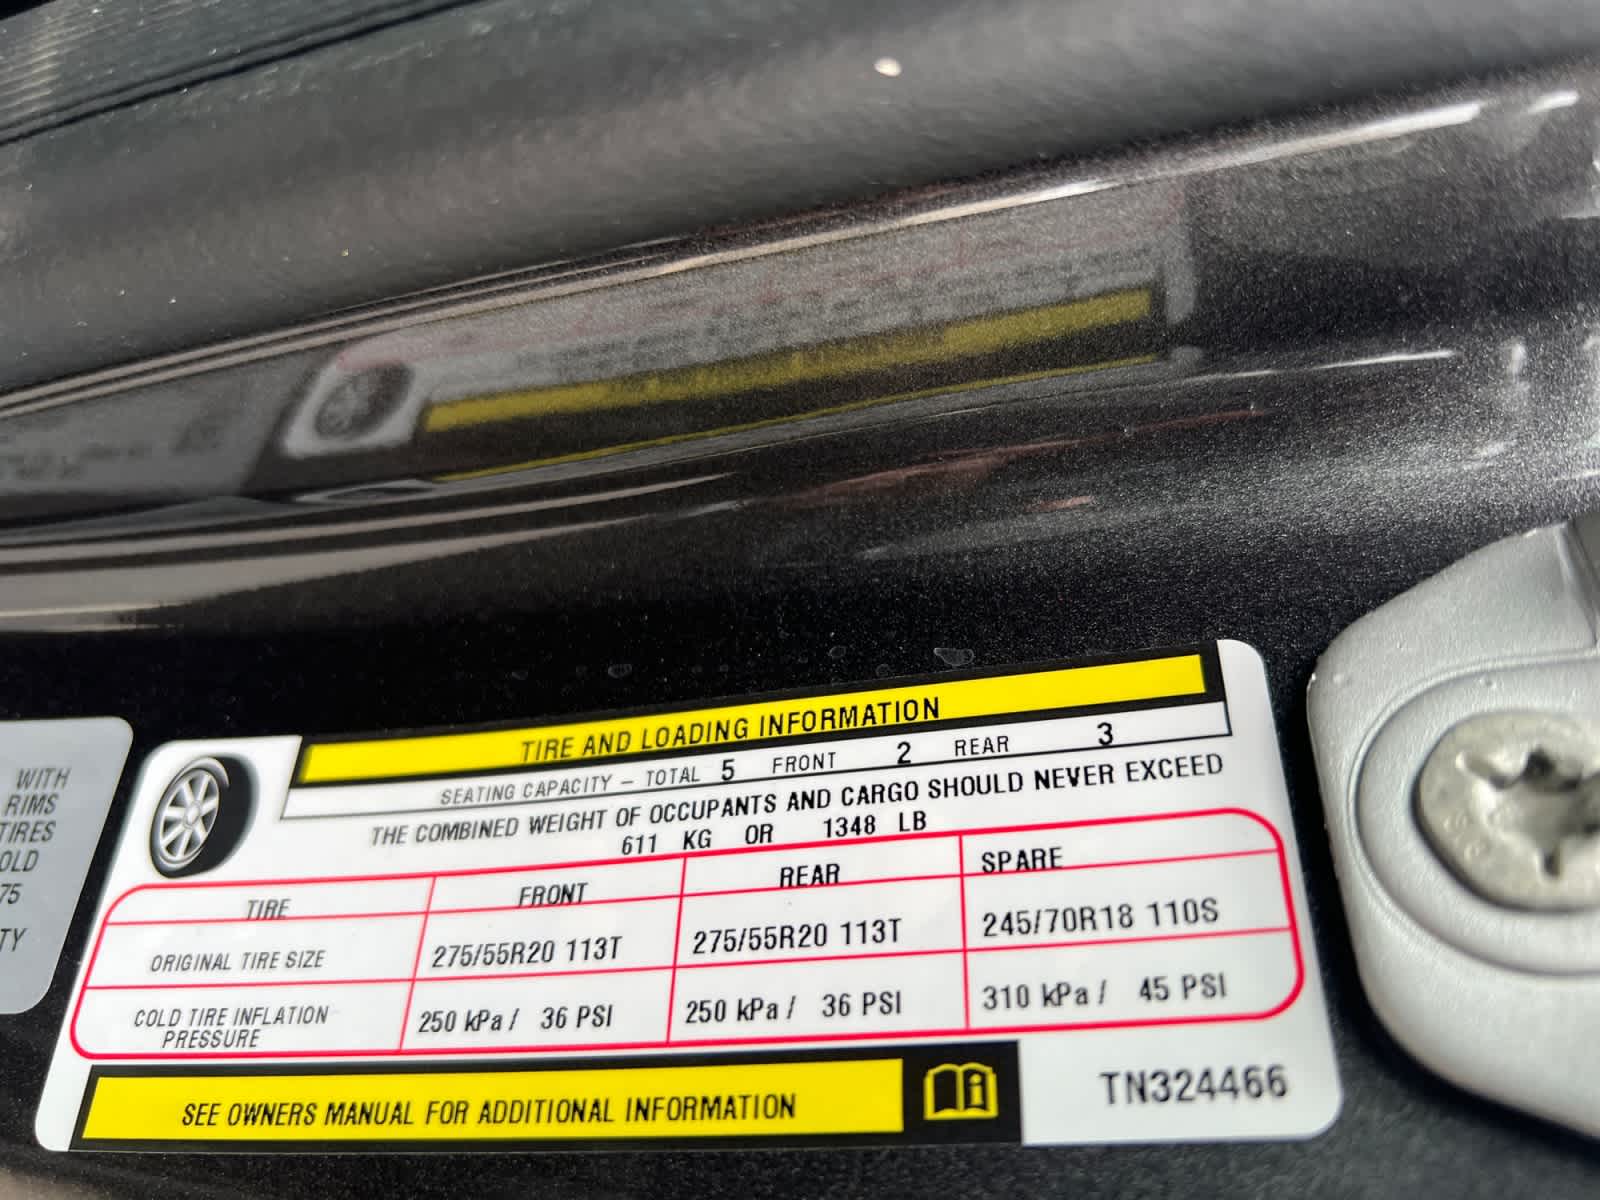 WITH
RIMS
TIRES
OLD
75
TY
TIRE AND LOADING INFORMATION
SEATING CAPACITY – TOTAL 5 FRONT 2 REAR 3
THE COMBINED WEIGHT OF OCCUPANTS AND CARGO SHOULD NEVER EXCEED
611 KG OR 1348 LB
TIRE FRONT REAR SPARE
ORIGINAL TIRE SIZE 275/55R20 113T 275/55R20 113T 245/70R18 110S
COLD TIRE INFLATION PRESSURE 250 kPa / 36 PSI 250 kPa / 36 PSI 310 kPa / 45 PSI
SEE OWNERS MANUAL FOR ADDITIONAL INFORMATION
TN324466